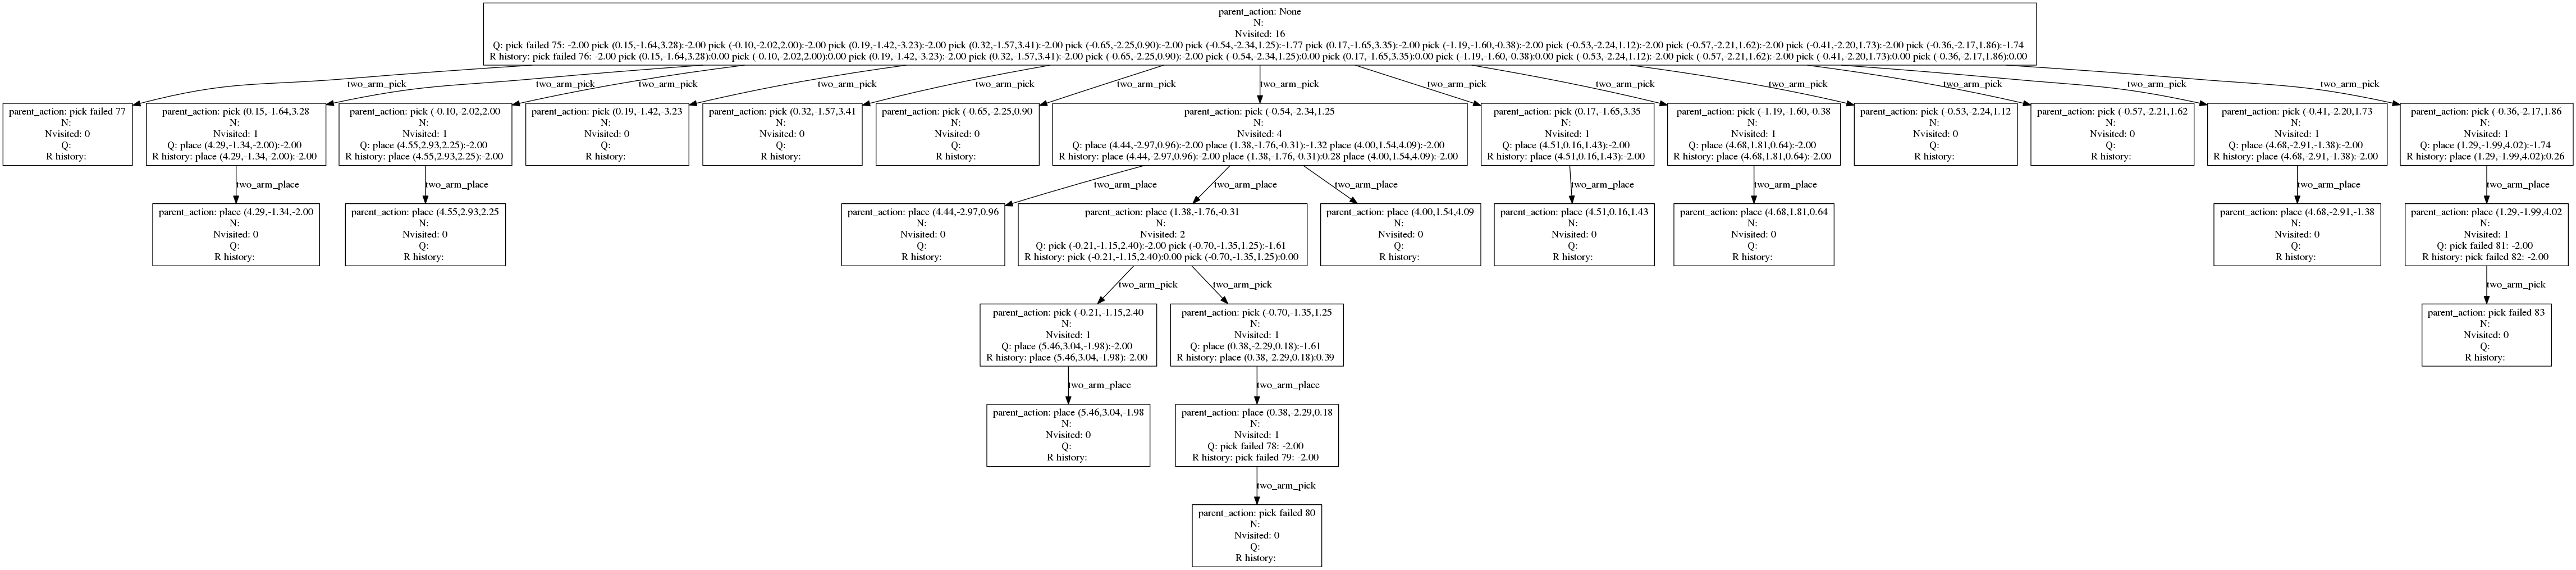 parent_action: None
N:
Nvisited: 16
Q: pick failed 75: -2.00 pick (0.15,-1.64,3.28):-2.00 pick (-0.10,-2.02,2.00):-2.00 pick (0.19,-1.42,-3.23):-2.00 pick (0.32,-1.57,3.41):-2.00 pick (-0.65,-2.25,0.90):-2.00 pick (-0.54,-2.34,1.25):-1.77 pick (0.17,-1.65,3.35):-2.00 pick (-1.19,-1.60,-0.38):-2.00 pick (-0.53,-2.24,1.12):-2.00 pick (-0.57,-2.21,1.62):-2.00 pick (-0.41,-2.20,1.73):-2.00 pick (-0.36,-2.17,1.86):-1.74
R history: pick failed 76: -2.00 pick (0.15,-1.64,3.28):0.00 pick (-0.10,-2.02,2.00):0.00 pick (0.19,-1.42,-3.23):-2.00 pick (0.32,-1.57,3.41):-2.00 pick (-0.65,-2.25,0.90):-2.00 pick (-0.54,-2.34,1.25):0.00 pick (0.17,-1.65,3.35):0.00 pick (-1.19,-1.60,-0.38):0.00 pick (-0.53,-2.24,1.12):-2.00 pick (-0.57,-2.21,1.62):-2.00 pick (-0.41,-2.20,1.73):0.00 pick (-0.36,-2.17,1.86):0.00
two_arm_pick
two_arm_pick
two_arm_pick
two_arm_pick
two_arm_pick
two_arm_pick
two_arm_pick
two_arm_pick
two_arm_pick
two_arm_pick
two_arm_pick
two_arm_pick
two_arm_pick
parent_action: pick failed 77
N:
Nvisited: 0
Q:
R history:
parent_action: pick (0.15,-1.64,3.28
N:
Nvisited: 1
Q: place (4.29,-1.34,-2.00):-2.00
R history: place (4.29,-1.34,-2.00):-2.00
parent_action: pick (-0.10,-2.02,2.00
N:
Nvisited: 1
Q: place (4.55,2.93,2.25):-2.00
R history: place (4.55,2.93,2.25):-2.00
parent_action: pick (0.19,-1.42,-3.23
N:
Nvisited: 0
Q:
R history:
parent_action: pick (0.32,-1.57,3.41
N:
Nvisited: 0
Q:
R history:
parent_action: pick (-0.65,-2.25,0.90
N:
Nvisited: 0
Q:
R history:
parent_action: pick (-0.54,-2.34,1.25
N:
Nvisited: 4
Q: place (4.44,-2.97,0.96):-2.00 place (1.38,-1.76,-0.31):-1.32 place (4.00,1.54,4.09):-2.00
R history: place (4.44,-2.97,0.96):-2.00 place (1.38,-1.76,-0.31):0.28 place (4.00,1.54,4.09):-2.00
parent_action: pick (0.17,-1.65,3.35
N:
Nvisited: 1
Q: place (4.51,0.16,1.43):-2.00
R history: place (4.51,0.16,1.43):-2.00
parent_action: pick (-1.19,-1.60,-0.38
N:
Nvisited: 1
Q: place (4.68,1.81,0.64):-2.00
R history: place (4.68,1.81,0.64):-2.00
parent_action: pick (-0.53,-2.24,1.12
N:
Nvisited: 0
Q:
R history:
parent_action: pick (-0.57,-2.21,1.62
N:
Nvisited: 0
Q:
R history:
parent_action: pick (-0.41,-2.20,1.73
N:
Nvisited: 1
Q: place (4.68,-2.91,-1.38):-2.00
R history: place (4.68,-2.91,-1.38):-2.00
parent_action: pick (-0.36,-2.17,1.86
N:
Nvisited: 1
Q: place (1.29,-1.99,4.02):-1.74
R history: place (1.29,-1.99,4.02):0.26
two_arm_place
two_arm_place
two_arm_place
two_arm_place
two_arm_place
two_arm_place
two_arm_place
two_arm_place
two_arm_place
parent_action: place (4.29,-1.34,-2.00
N:
Nvisited: 0
Q:
R history:
parent_action: place (4.55,2.93,2.25
N:
Nvisited: 0
Q:
R history:
parent_action: place (4.44,-2.97,0.96
N:
Nvisited: 0
Q:
R history:
parent_action: place (1.38,-1.76,-0.31
N:
Nvisited: 2
Q: pick (-0.21,-1.15,2.40):-2.00 pick (-0.70,-1.35,1.25):-1.61
R history: pick (-0.21,-1.15,2.40):0.00 pick (-0.70,-1.35,1.25):0.00
parent_action: place (4.00,1.54,4.09
N:
Nvisited: 0
Q:
R history:
parent_action: place (4.51,0.16,1.43
N:
Nvisited: 0
Q:
R history:
parent_action: place (4.68,1.81,0.64
N:
Nvisited: 0
Q:
R history:
parent_action: place (4.68,-2.91,-1.38
N:
Nvisited: 0
Q:
R history:
parent_action: place (1.29,-1.99,4.02
N:
Nvisited: 1
Q: pick failed 81: -2.00
R history: pick failed 82: -2.00
two_arm_pick
two_arm_pick
two_arm_pick
parent_action: pick (-0.21,-1.15,2.40
N:
Nvisited: 1
Q: place (5.46,3.04,-1.98):-2.00
R history: place (5.46,3.04,-1.98):-2.00
parent_action: pick (-0.70,-1.35,1.25
N:
Nvisited: 1
Q: place (0.38,-2.29,0.18):-1.61
R history: place (0.38,-2.29,0.18):0.39
parent_action: pick failed 83
N:
Nvisited: 0
Q:
R history:
two_arm_place
two_arm_place
parent_action: place (5.46,3.04,-1.98
N:
Nvisited: 0
Q:
R history:
parent_action: place (0.38,-2.29,0.18
N:
Nvisited: 1
Q: pick failed 78: -2.00
R history: pick failed 79: -2.00
two_arm_pick
parent_action: pick failed 80
N:
Nvisited: 0
Q:
R history: